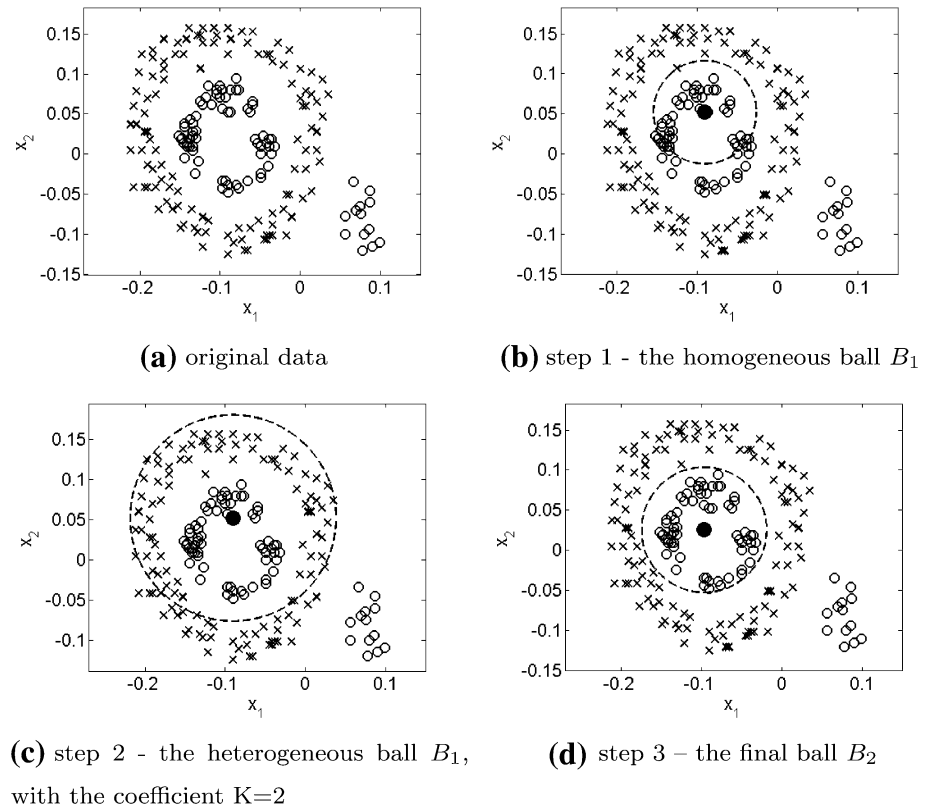 0.15
0.1
0.05
0
-0.05
-0.1
-0.15
x2
-0.2 -0.1 0 0.1
x1
(a) original data
0.15
0.1
0.05
0
-0.05
-0.1
-0.15
x2
-0.2 -0.1 0 0.1
x1
(b) step 1 - the homogeneous ball B1
0.15
0.1
0.05
0
-0.05
-0.1
x2
-0.2 -0.1 0 0.1
x1
(c) step 2 - the heterogeneous ball B1,
with the coefficient K=2
0.15
0.1
0.05
0
-0.05
-0.1
-0.15
x2
-0.2 -0.1 0 0.1
x1
(d) step 3 – the final ball B2